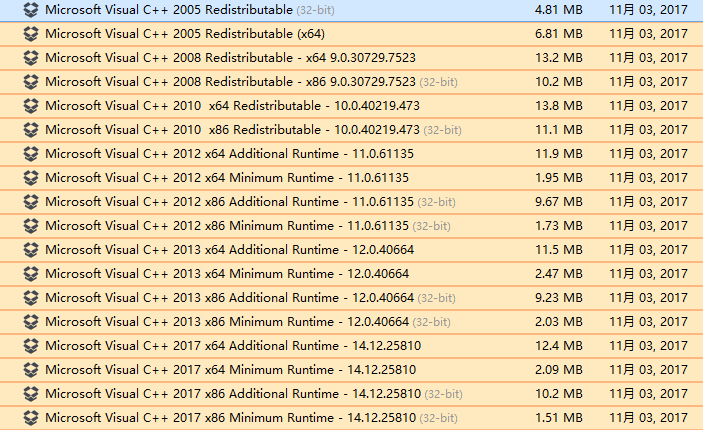 Microsoft Visual C++ 2005 Redistributable (32-bit) 4.81 MB 11月 03, 2017
Microsoft Visual C++ 2005 Redistributable (x64) 6.81 MB 11月 03, 2017
Microsoft Visual C++ 2008 Redistributable - x64 9.0.30729.7523 13.2 MB 11月 03, 2017
Microsoft Visual C++ 2008 Redistributable - x86 9.0.30729.7523 (32-bit) 10.2 MB 11月 03, 2017
Microsoft Visual C++ 2010  x64 Redistributable - 10.0.40219.473 13.8 MB 11月 03, 2017
Microsoft Visual C++ 2010  x86 Redistributable - 10.0.40219.473 (32-bit) 11.1 MB 11月 03, 2017
Microsoft Visual C++ 2012 x64 Additional Runtime - 11.0.61135 11.9 MB 11月 03, 2017
Microsoft Visual C++ 2012 x64 Minimum Runtime - 11.0.61135 1.95 MB 11月 03, 2017
Microsoft Visual C++ 2012 x86 Additional Runtime - 11.0.61135 (32-bit) 9.67 MB 11月 03, 2017
Microsoft Visual C++ 2012 x86 Minimum Runtime - 11.0.61135 (32-bit) 1.73 MB 11月 03, 2017
Microsoft Visual C++ 2013 x64 Additional Runtime - 12.0.40664 11.5 MB 11月 03, 2017
Microsoft Visual C++ 2013 x64 Minimum Runtime - 12.0.40664 2.47 MB 11月 03, 2017
Microsoft Visual C++ 2013 x86 Additional Runtime - 12.0.40664 (32-bit) 9.23 MB 11月 03, 2017
Microsoft Visual C++ 2013 x86 Minimum Runtime - 12.0.40664 (32-bit) 2.03 MB 11月 03, 2017
Microsoft Visual C++ 2017 x64 Additional Runtime - 14.12.25810 12.4 MB 11月 03, 2017
Microsoft Visual C++ 2017 x64 Minimum Runtime - 14.12.25810 2.09 MB 11月 03, 2017
Microsoft Visual C++ 2017 x86 Additional Runtime - 14.12.25810 (32-bit) 10.2 MB 11月 03, 2017
Microsoft Visual C++ 2017 x86 Minimum Runtime - 14.12.25810 (32-bit) 1.51 MB 11月 03, 2017